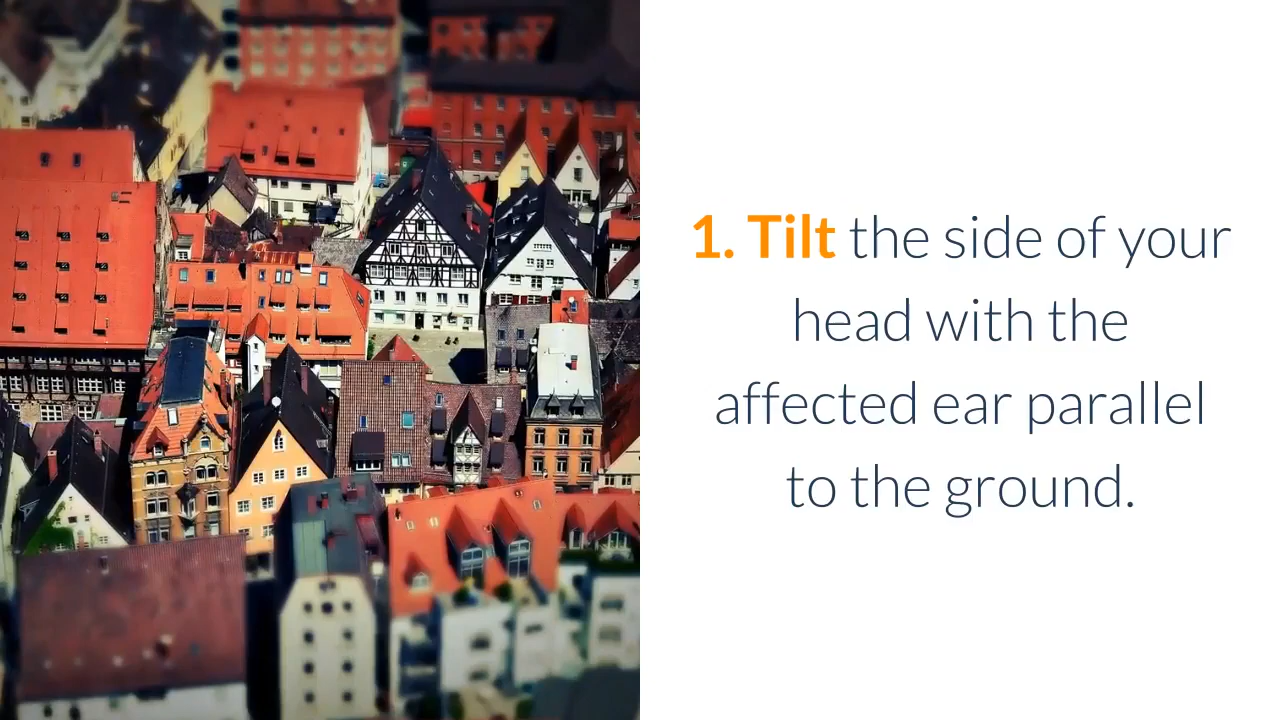 1. Tilt the side of your
head with the
affected ear parallel
to the ground.